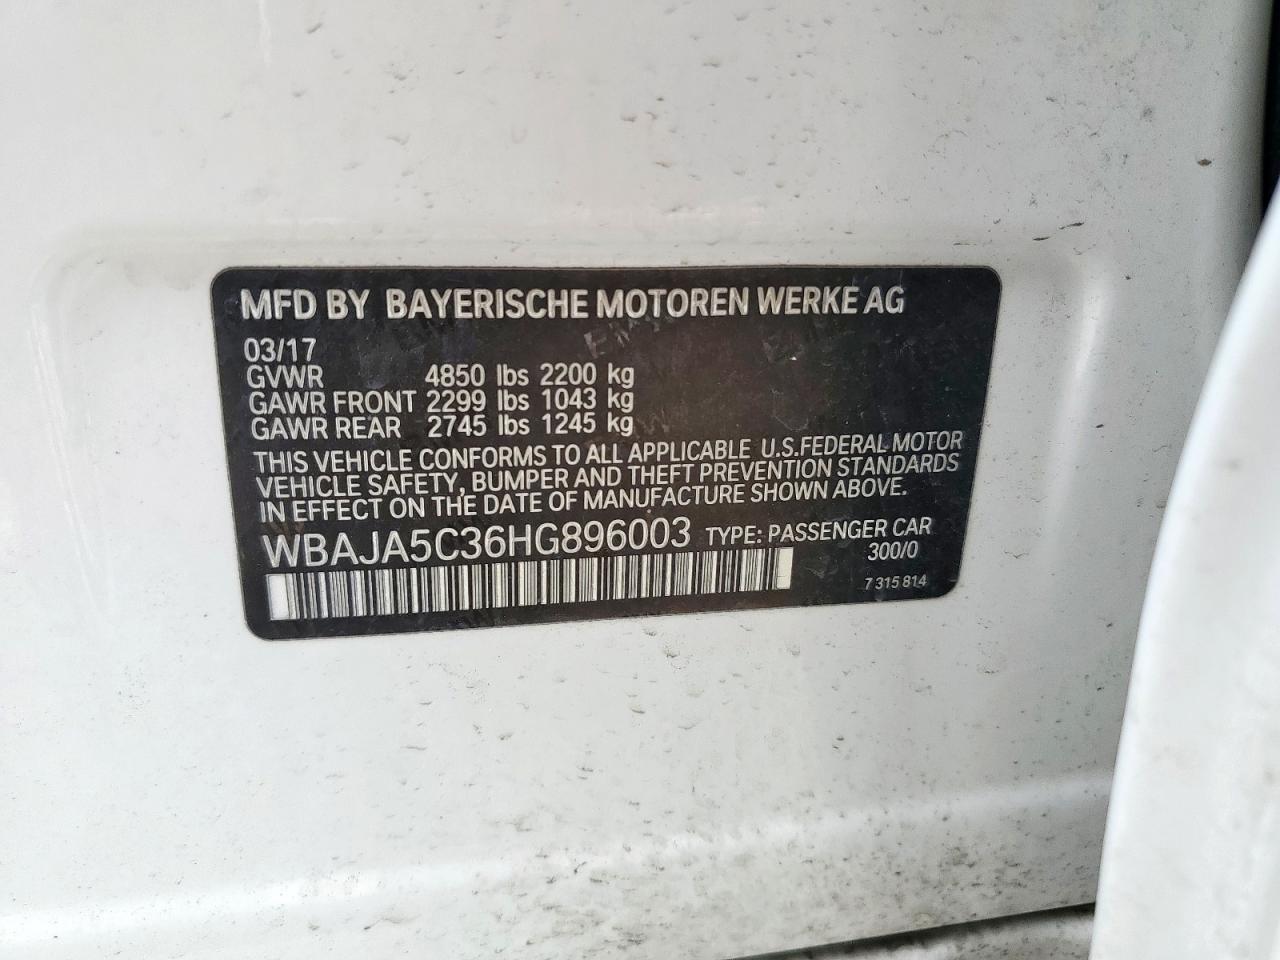 MFD BY BAYERISCHE MOTOREN WERKE AG
03/17
GVWR 4850 lbs 2200 kg
GAWR FRONT 2299 lbs 1043 kg
GAWR REAR 2745 lbs 1245 kg
THIS VEHICLE CONFORMS TO ALL APPLICABLE U.S.FEDERAL MOTOR
VEHICLE SAFETY, BUMPER AND THEFT PREVENTION STANDARDS
IN EFFECT ON THE DATE OF MANUFACTURE SHOWN ABOVE.
WBAJA5C36HG896003 TYPE: PASSENGER CAR
300/0
7 315 814